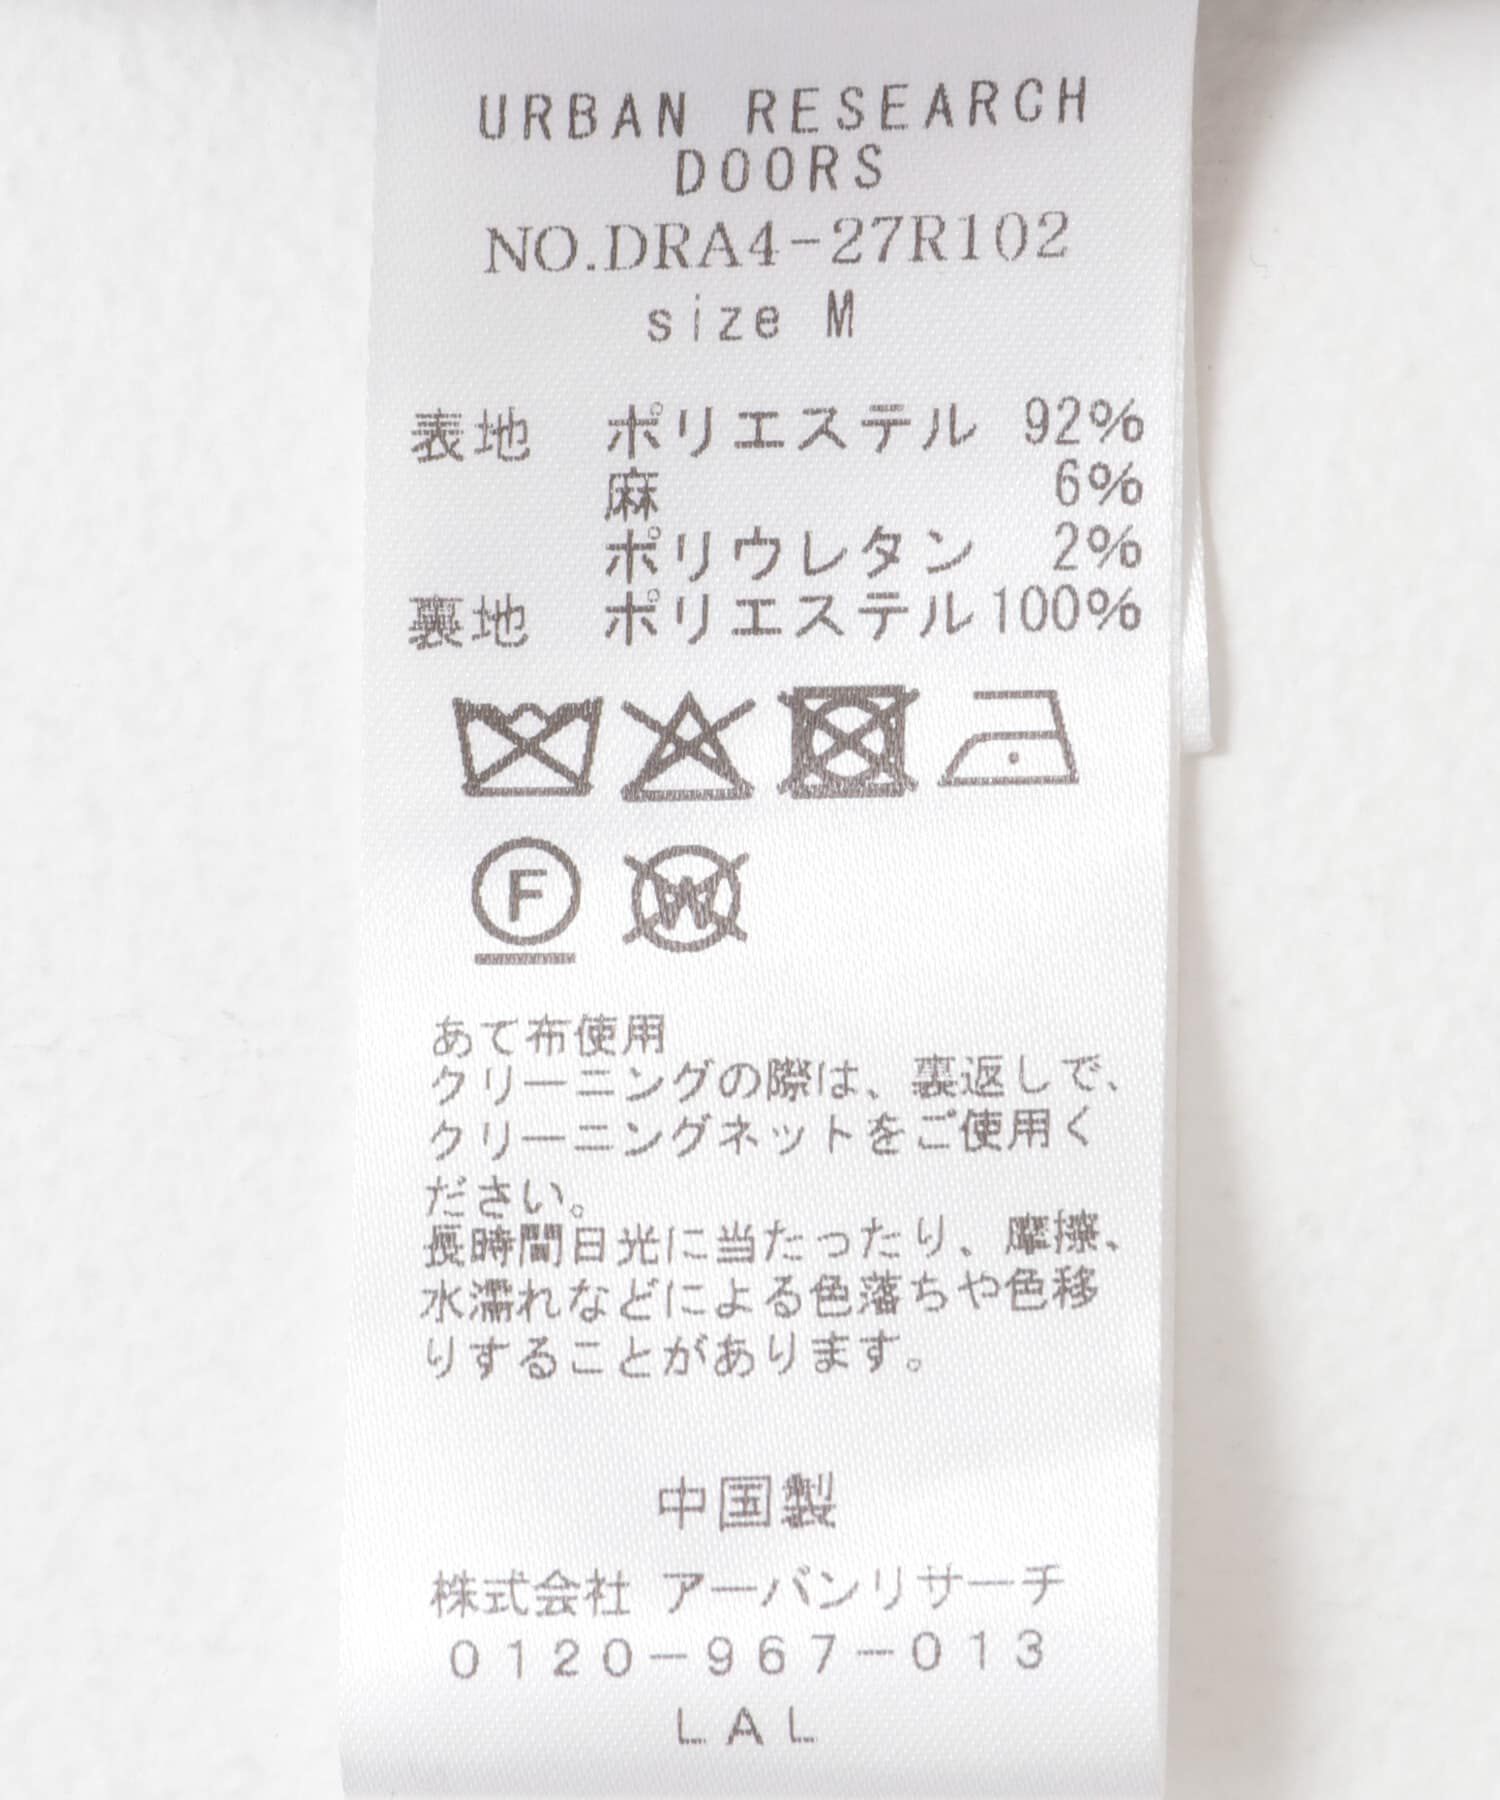 URBAN RESEARCH
DOORS
NO.DRA4-27R102
size M
表地 ポリエステル 92%
麻 6%
ポリウレタン 2%
裏地 ポリエステル100%
F
W
あて布使用
クリーニングの際は、裏返しで、
クリーニングネットをご使用く
ださい。
長時間日光に当たったり、摩擦、
水濡れなどによる色落ちや色移
りすることがあります。
中国製
株式会社 アーバンリサーチ
0120-967-013
LAL